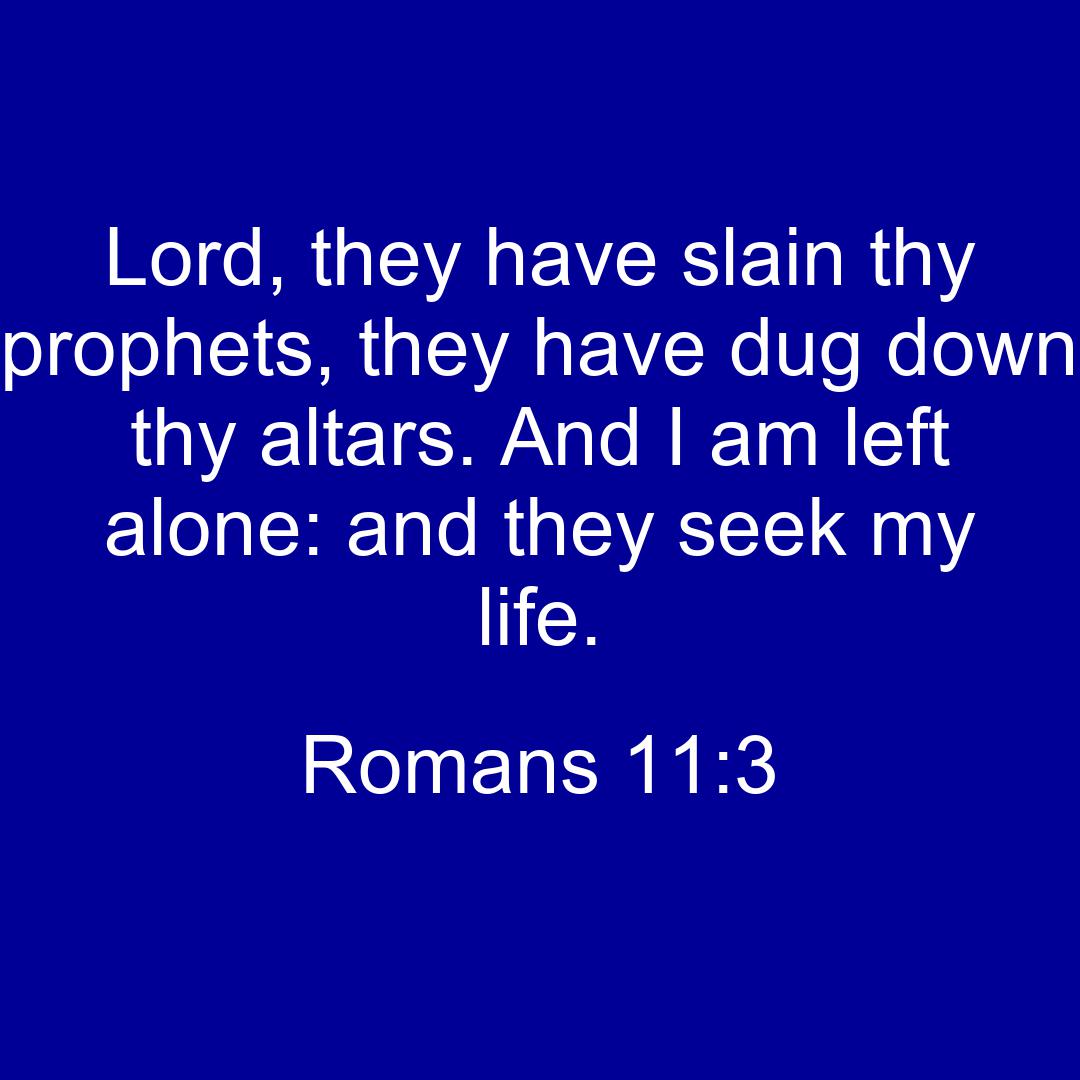 Lord, they have slain thy
prophets, they have dug down
thy altars. And I am left
alone: and they seek my
life.
Romans 11:3